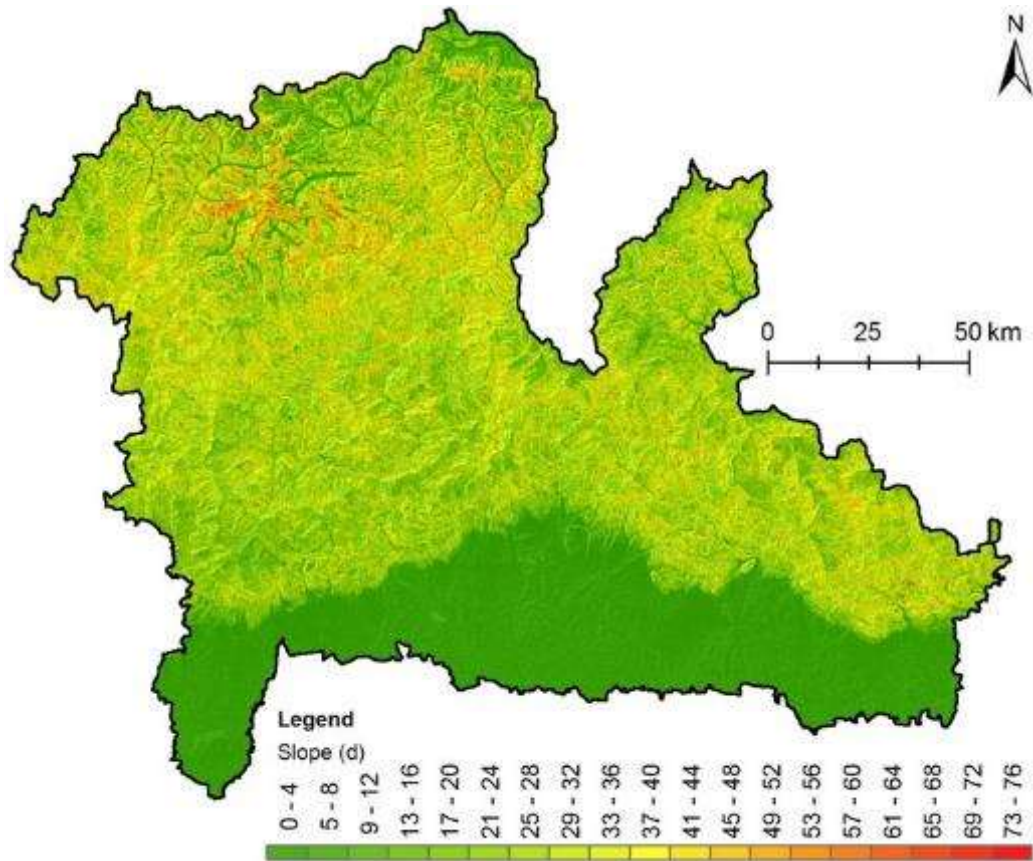 N
0 25 50 km
Legend
Slope (d)
0 - 4
5 - 8
9 - 12
13 - 16
17 - 20
21 - 24
25 - 28
29 - 32
33 - 36
37 - 40
41 - 44
45 - 48
49 - 52
53 - 56
57 - 60
61 - 64
65 - 68
69 - 72
73 - 76